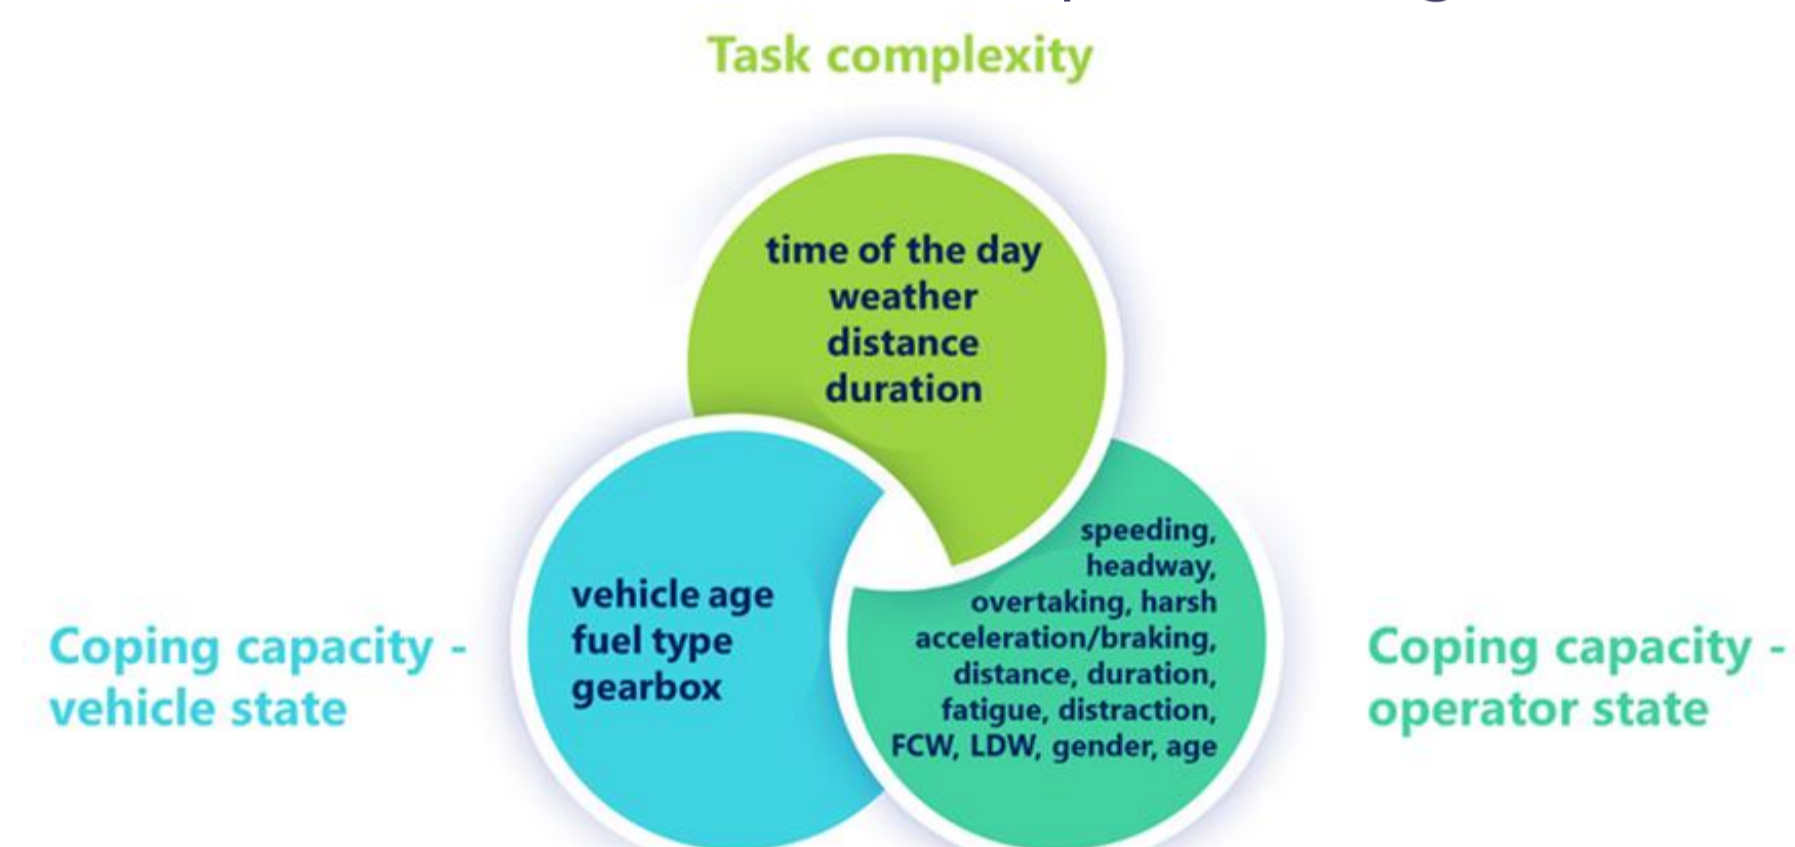 Task complexity
time of the day
weather
distance
duration
vehicle age
fuel type
gearbox
speeding,
headway,
overtaking, harsh
acceleration/braking,
distance, duration,
fatigue, distraction,
FCW, LDW, gender, age
Coping capacity -
vehicle state
Coping capacity -
operator state